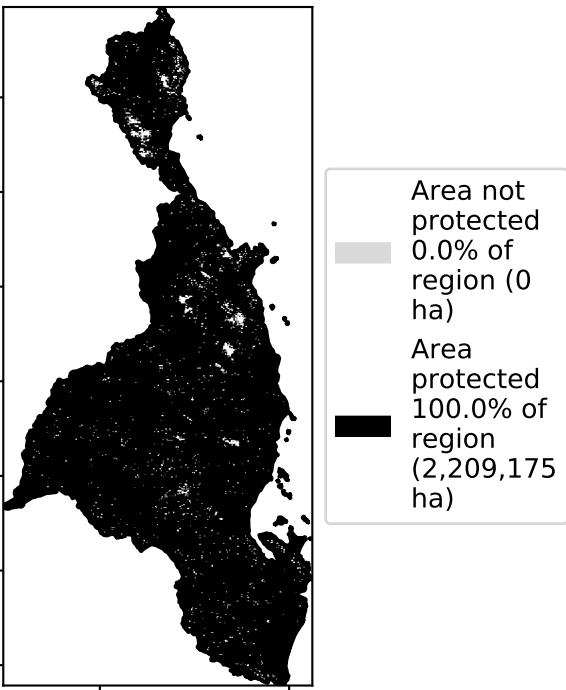 Area not
protected
0.0% of
region (0
ha)
Area
protected
100.0% of
region
(2,209,175
ha)